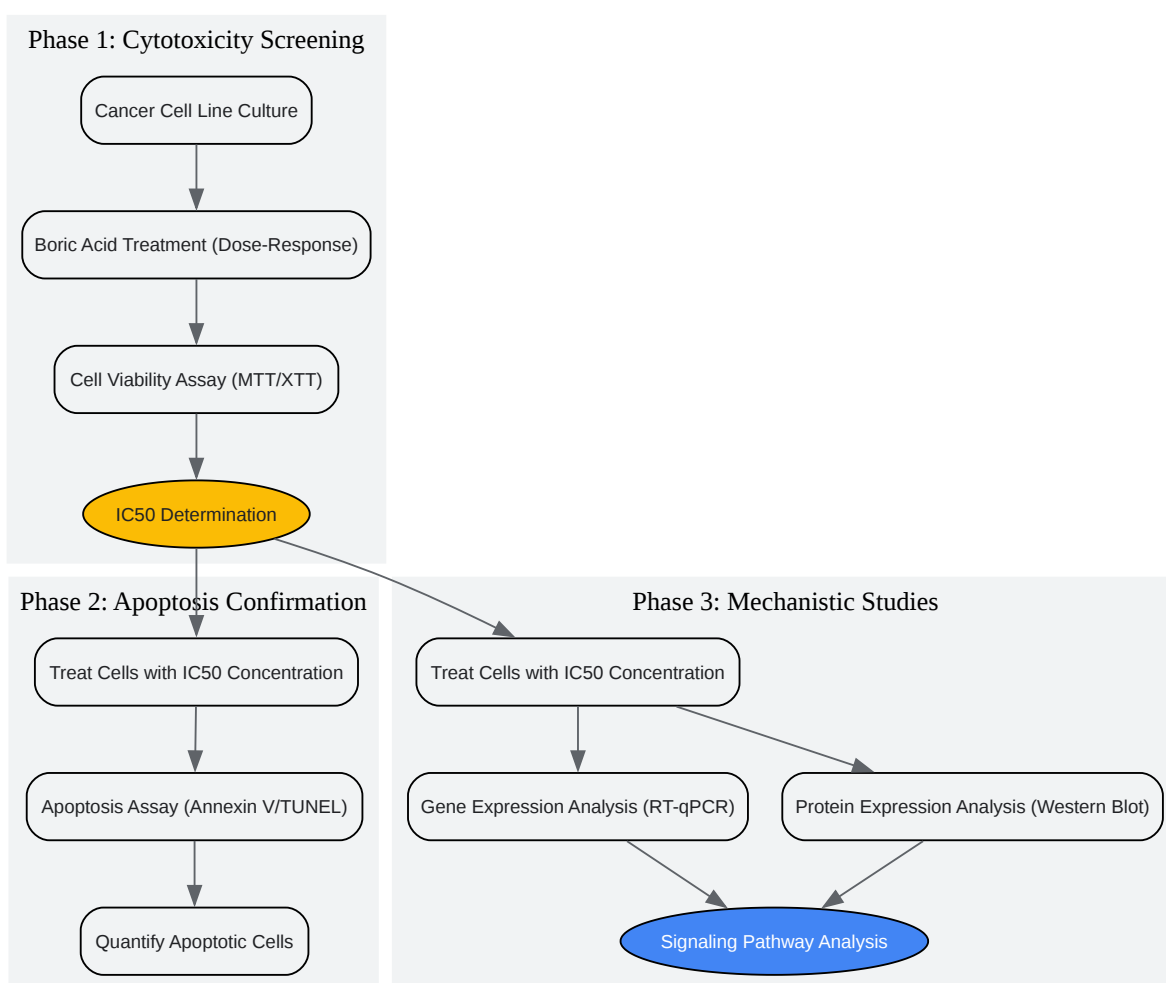 Phase 1: Cytotoxicity Screening
Cancer Cell Line Culture
Boric Acid Treatment (Dose-Response)
Cell Viability Assay (MTT/XTT)
IC50 Determination
Phase 2: Apoptosis Confirmation
Treat Cells with IC50 Concentration
Apoptosis Assay (Annexin V/TUNEL)
Quantify Apoptotic Cells
Phase 3: Mechanistic Studies
Treat Cells with IC50 Concentration
Gene Expression Analysis (RT-qPCR)
Protein Expression Analysis (Western Blot)
Signaling Pathway Analysis